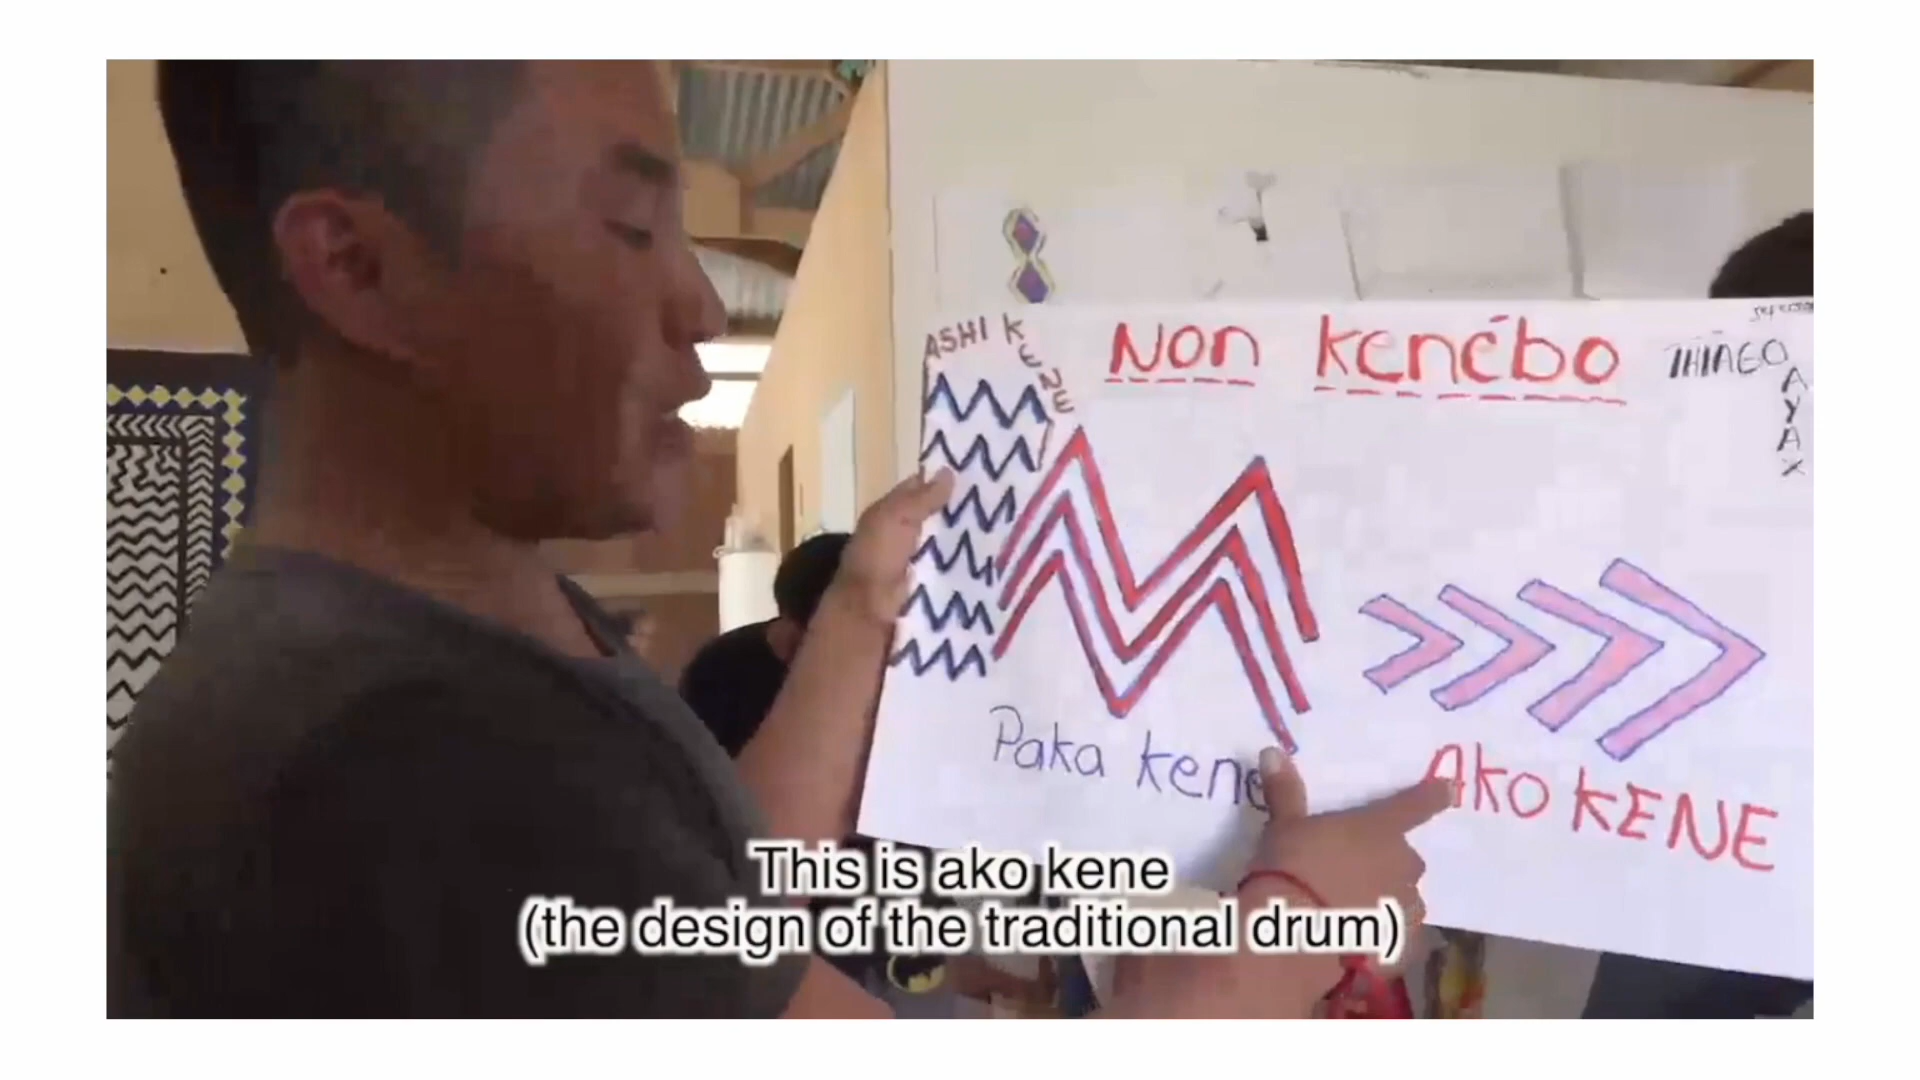 ASHI KENE
Non Kenébo
THIAGO
AYAX
Paka kene
Ako KENE
This is ako kene
(the design of the traditional drum)